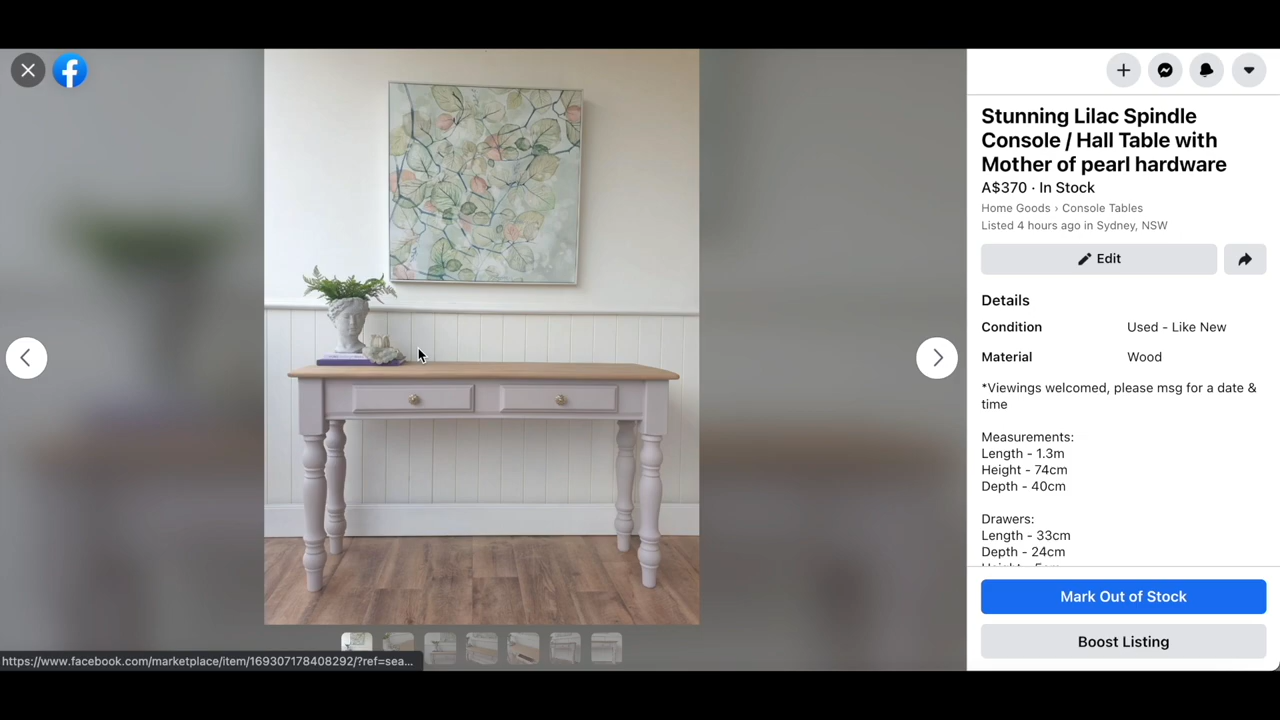 Stunning Lilac Spindle
Console / Hall Table with
Mother of pearl hardware
A$370 · In Stock
Home Goods › Console Tables
Listed 4 hours ago in Sydney, NSW
Edit
Details
Condition Used - Like New
Material Wood
*Viewings welcomed, please msg for a date &
time
Measurements:
Length - 1.3m
Height - 74cm
Depth - 40cm
Drawers:
Length - 33cm
Depth - 24cm
Mark Out of Stock
Boost Listing
https://www.facebook.com/marketplace/item/169307178408292/?ref=sea...